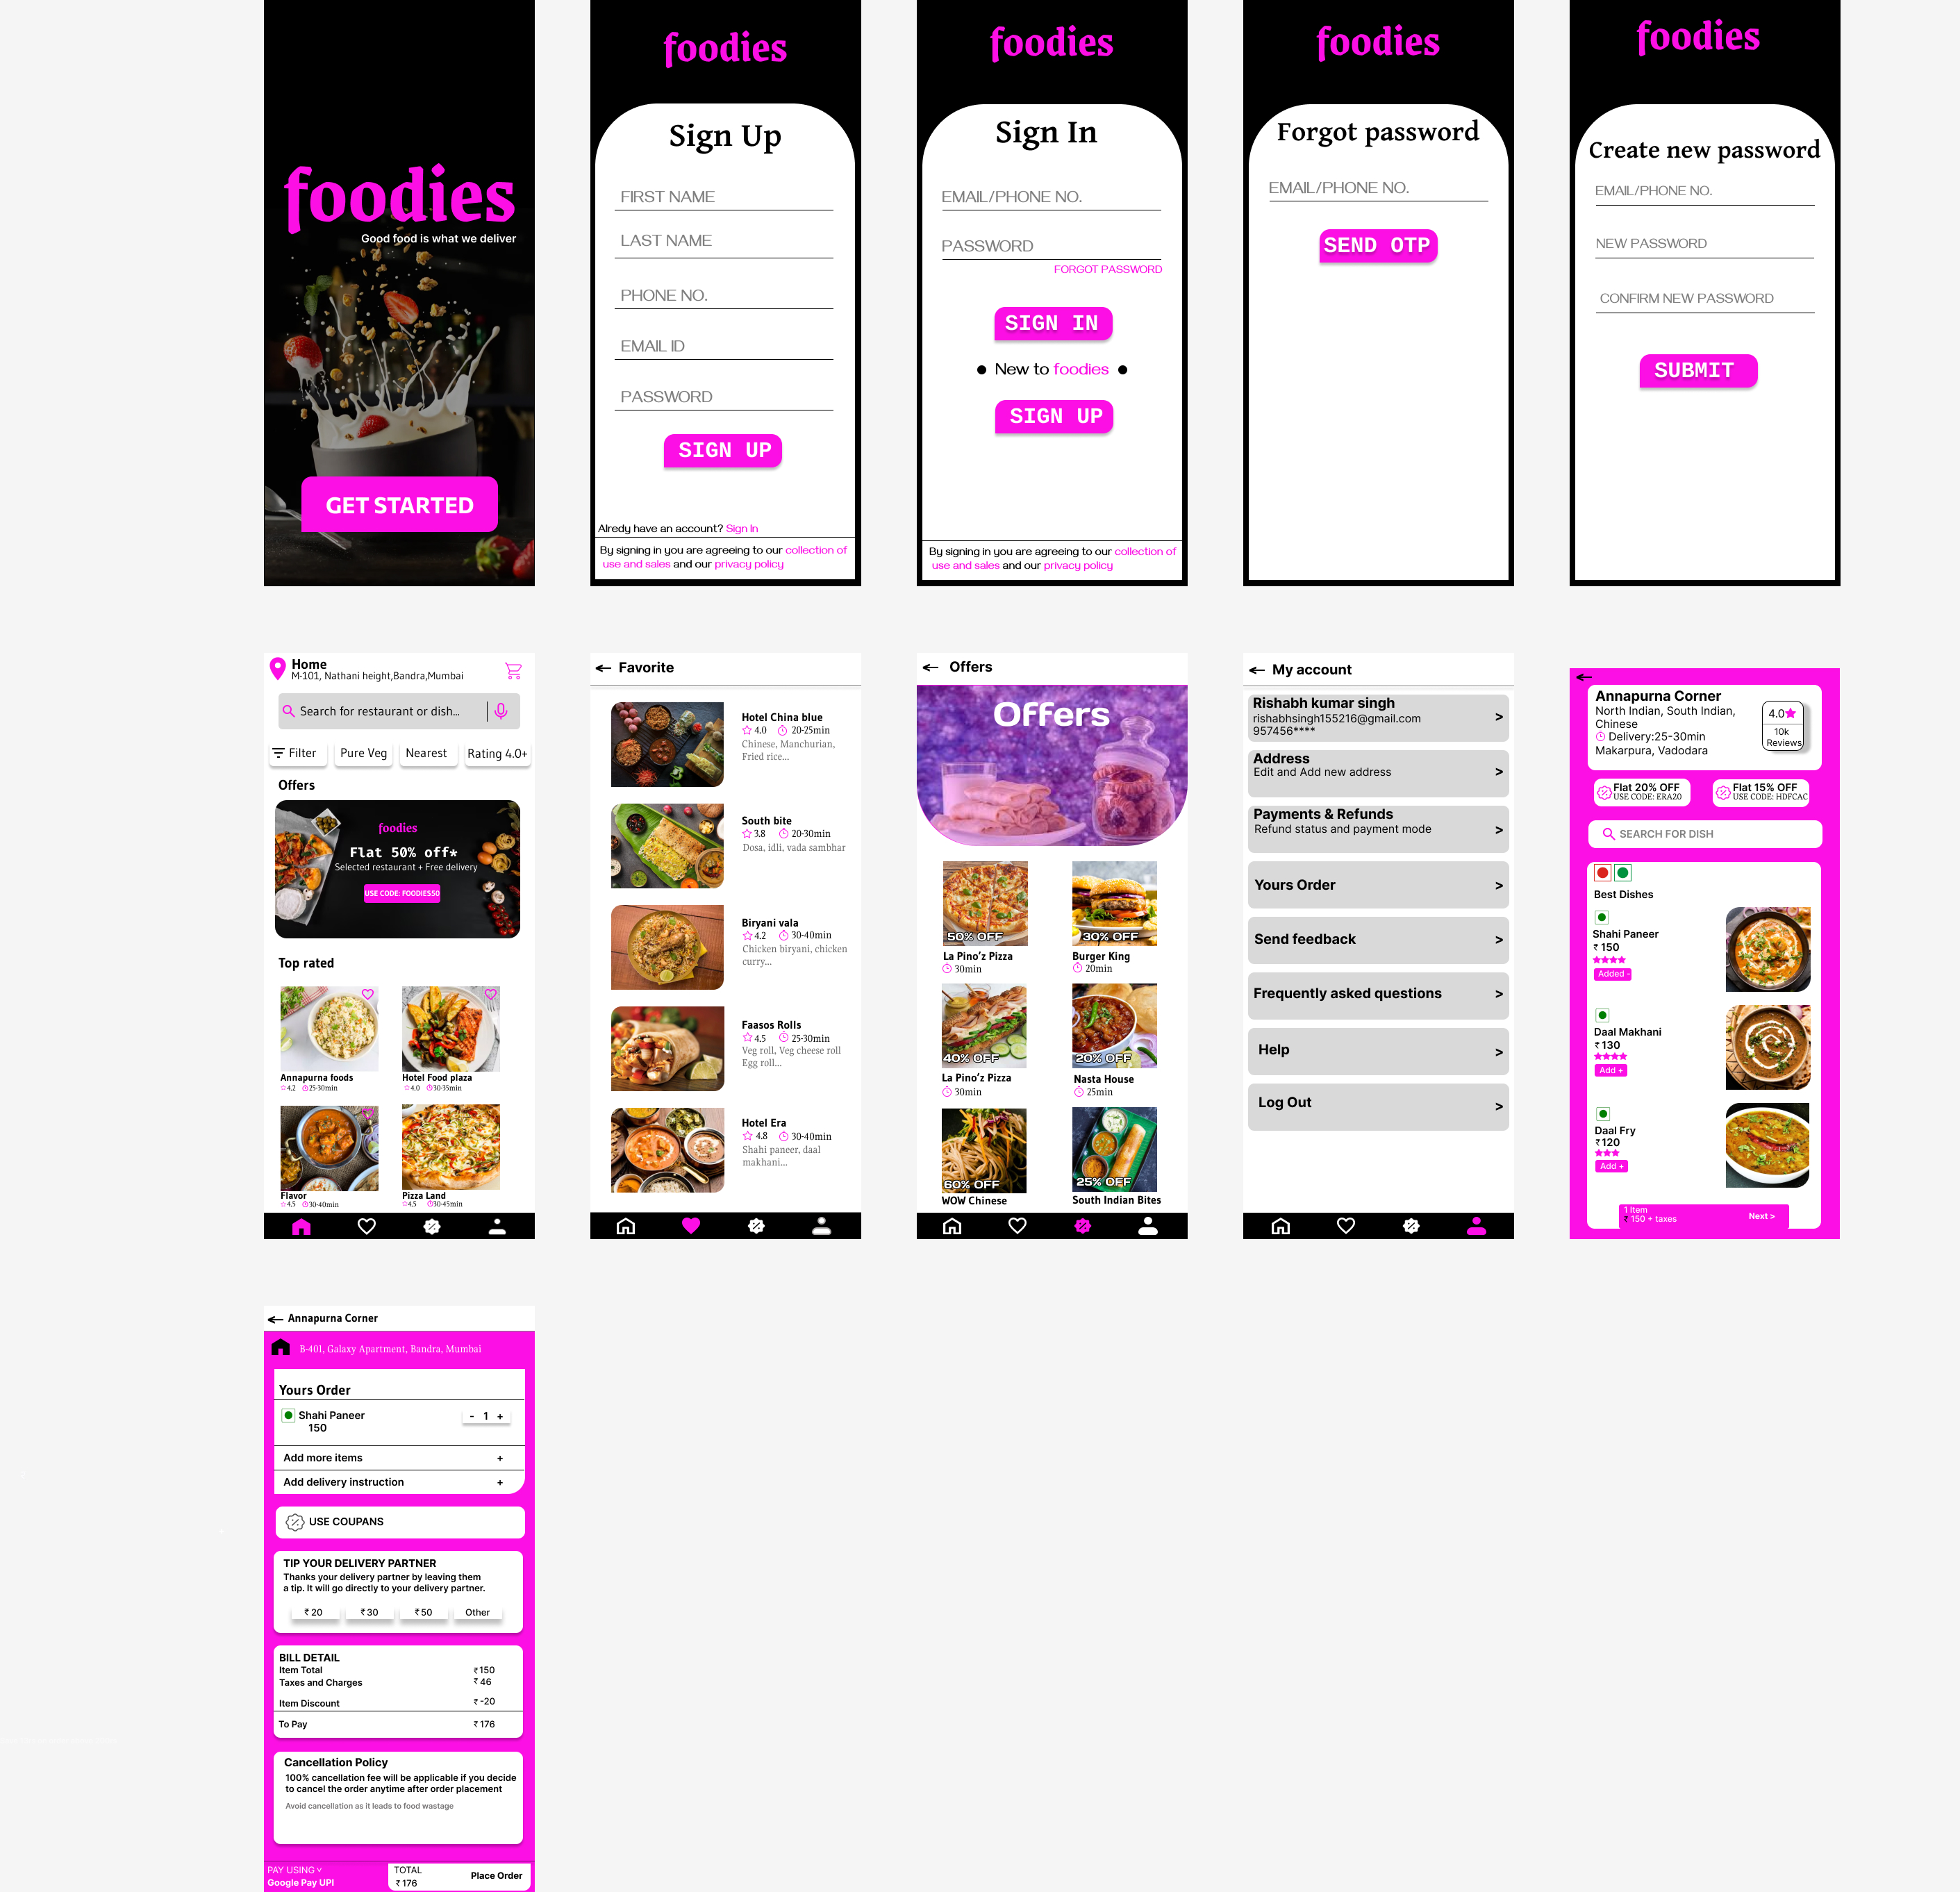 foodies
Good food is what we deliver
GET STARTED
foodies
Sign Up
FIRST NAME
LAST NAME
PHONE NO.
EMAIL ID
PASSWORD
SIGN UP
Alredy have an account? Sign In
By signing in you are agreeing to our collection of
use and sales and our privacy policy
foodies
Sign In
EMAIL/PHONE NO.
PASSWORD
FORGOT PASSWORD
SIGN IN
New to foodies
SIGN UP
By signing in you are agreeing to our collection of
use and sales and our privacy policy
foodies
Forgot password
EMAIL/PHONE NO.
SEND OTP
foodies
Create new password
EMAIL/PHONE NO.
NEW PASSWORD
CONFIRM NEW PASSWORD
SUBMIT
Home
M-101, Nathani height,Bandra,Mumbai
Search for restaurant or dish...
Filter
Pure Veg
Nearest
Rating 4.0+
Offers
foodies
Flat 50% off*
Selected restaurant + Free delivery
USE CODE: FOODIES50
Top rated
Annapurna foods
4.2 25-30min
Hotel Food plaza
4.0 30-35min
Flavor
4.5 30-40min
Pizza Land
4.5 30-45min
Favorite
Hotel China blue
4.0 20-25min
Chinese, Manchurian,
Fried rice...
South bite
3.8 20-30min
Dosa, idli, vada sambhar
Biryani vala
4.2 30-40min
Chicken biryani, chicken
curry...
Faasos Rolls
4.5 25-30min
Veg roll, Veg cheese roll
Egg roll...
Hotel Era
4.8 30-40min
Shahi paneer, daal
makhani...
Offers
Offers
50% OFF
La Pino'z Pizza
30min
30% OFF
Burger King
20min
40% OFF
La Pino'z Pizza
30min
20% OFF
Nasta House
25min
60% OFF
WOW Chinese
25% OFF
South Indian Bites
My account
Rishabh kumar singh
rishabhsingh155216@gmail.com >
957456****
Address
Edit and Add new address >
Payments & Refunds
Refund status and payment mode >
Yours Order >
Send feedback >
Frequently asked questions >
Help >
Log Out >
Annapurna Corner
North Indian, South Indian,
Chinese
Delivery:25-30min
Makarpura, Vadodara
4.0
10k
Reviews
Flat 20% OFF
USE CODE: ERA20
Flat 15% OFF
USE CODE: HDFCAC
SEARCH FOR DISH
Best Dishes
Shahi Paneer
₹ 150
Added -
Daal Makhani
₹ 130
Add +
Daal Fry
₹ 120
Add +
1 Item
₹ 150 + taxes
Next >
Annapurna Corner
B-401, Galaxy Apartment, Bandra, Mumbai
Yours Order
Shahi Paneer - 1 +
150
Add more items +
Add delivery instruction +
USE COUPANS
TIP YOUR DELIVERY PARTNER
Thanks your delivery partner by leaving them
a tip. It will go directly to your delivery partner.
₹ 20 ₹ 30 ₹ 50 Other
BILL DETAIL
Item Total ₹ 150
Taxes and Charges ₹ 46
Item Discount ₹ -20
To Pay ₹ 176
Cancellation Policy
100% cancellation fee will be applicable if you decide
to cancel the order anytime after order placement
Avoid cancellation as it leads to food wastage
PAY USING
Google Pay UPI
TOTAL
₹ 176
Place Order